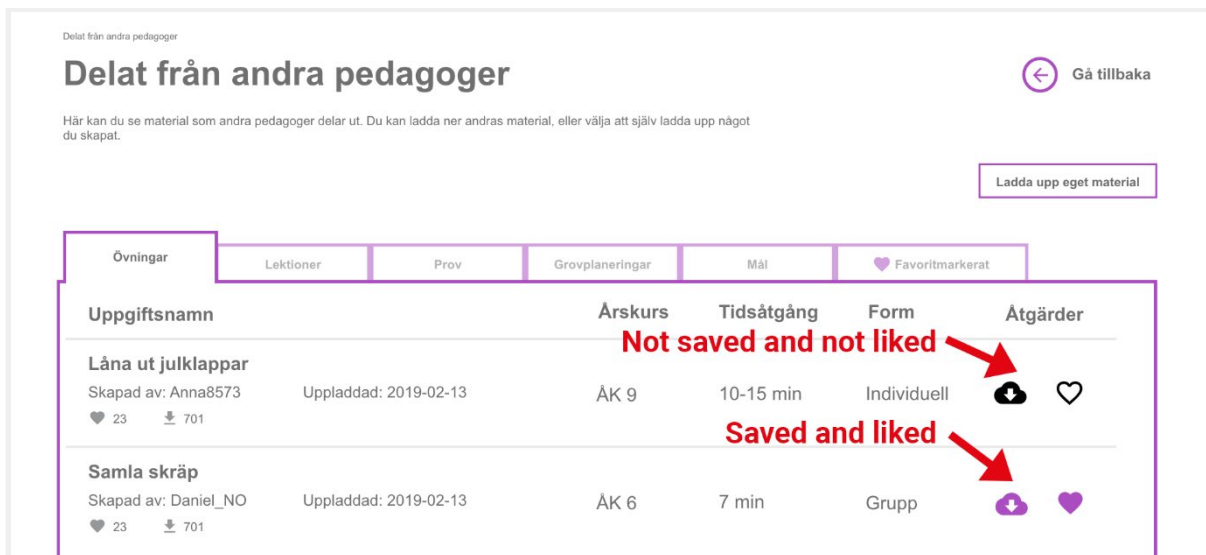 Delat från andra pedagoger
Delat från andra pedagoger
Gå tillbaka
Här kan du se material som andra pedagoger delar ut. Du kan ladda ner andras material, eller välja att själv ladda upp något
du skapat.
Ladda upp eget material
Övningar Lektioner Prov Grovplaneringar Mål Favoritmarkerat
Uppgiftsnamn Årskurs Tidsåtgång Form Åtgärder
Not saved and not liked
Låna ut julklappar
Skapad av: Anna8573 Uppladdad: 2019-02-13 ÅK 9 10-15 min Individuell
23 701
Saved and liked
Samla skräp
Skapad av: Daniel_NO Uppladdad: 2019-02-13 ÅK 6 7 min Grupp
23 701